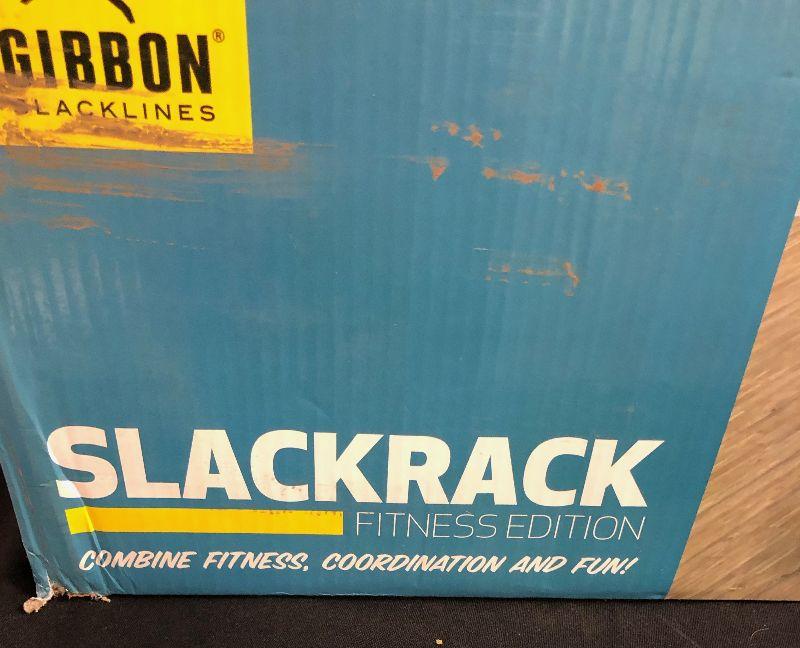 GIBBON®
SLACKLINES
SLACKRACK
FITNESS EDITION
COMBINE FITNESS, COORDINATION AND FUN!